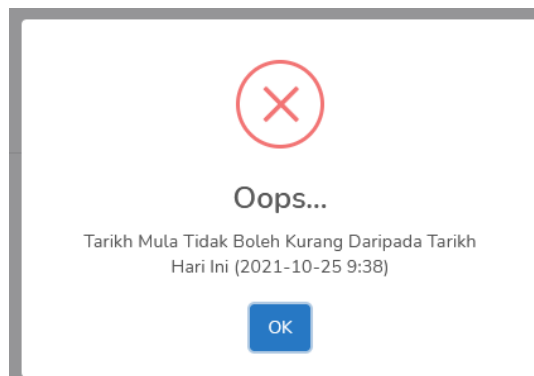 Oops...
Tarikh Mula Tidak Boleh Kurang Daripada Tarikh
Hari Ini (2021-10-25 9:38)
OK